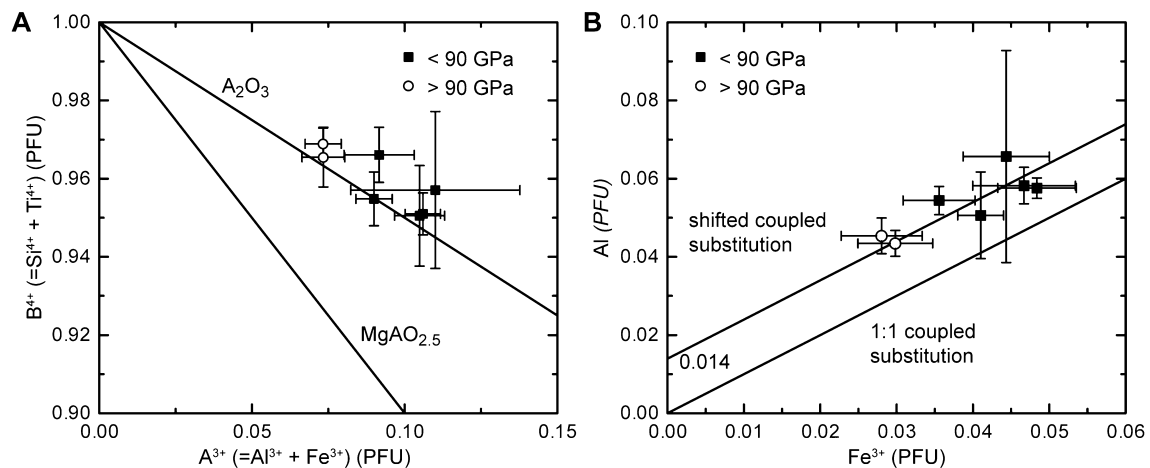 A
1.00
0.98
0.96
0.94
0.92
0.90
B⁴⁺ (=Si⁴⁺ + Ti⁴⁺) (PFU)
< 90 GPa
> 90 GPa
A₂O₃
MgAO₂.₅
0.00
0.05
0.10
0.15
A³⁺ (=Al³⁺ + Fe³⁺) (PFU)
B
0.10
0.08
0.06
0.04
0.02
0.00
Al (PFU)
< 90 GPa
> 90 GPa
shifted coupled
substitution
1:1 coupled
substitution
0.014
0.00
0.01
0.02
0.03
0.04
0.05
0.06
Fe³⁺ (PFU)